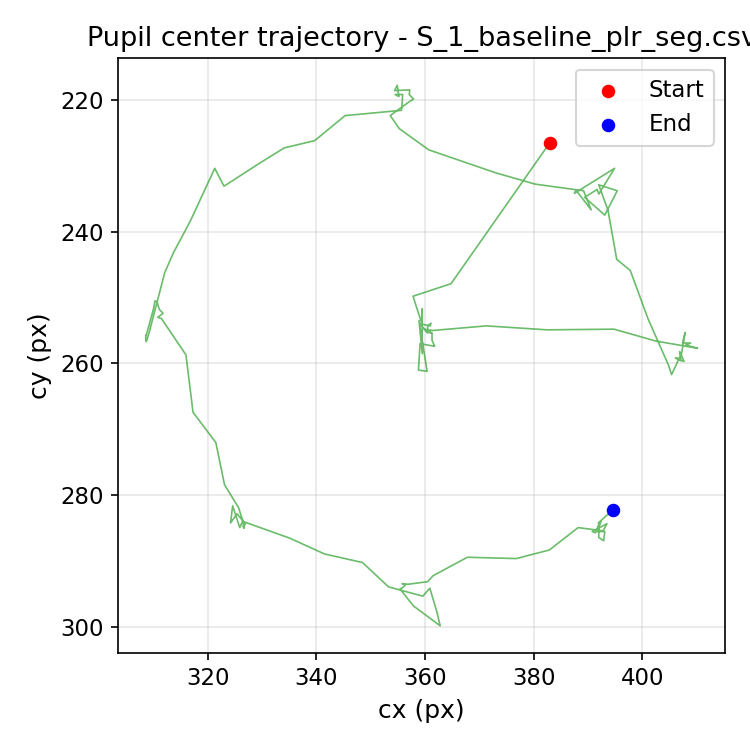 Pupil center trajectory - S_1_baseline_plr_seg.csv
Start
End
220
240
260
280
300
cy (px)
320
340
360
380
400
cx (px)